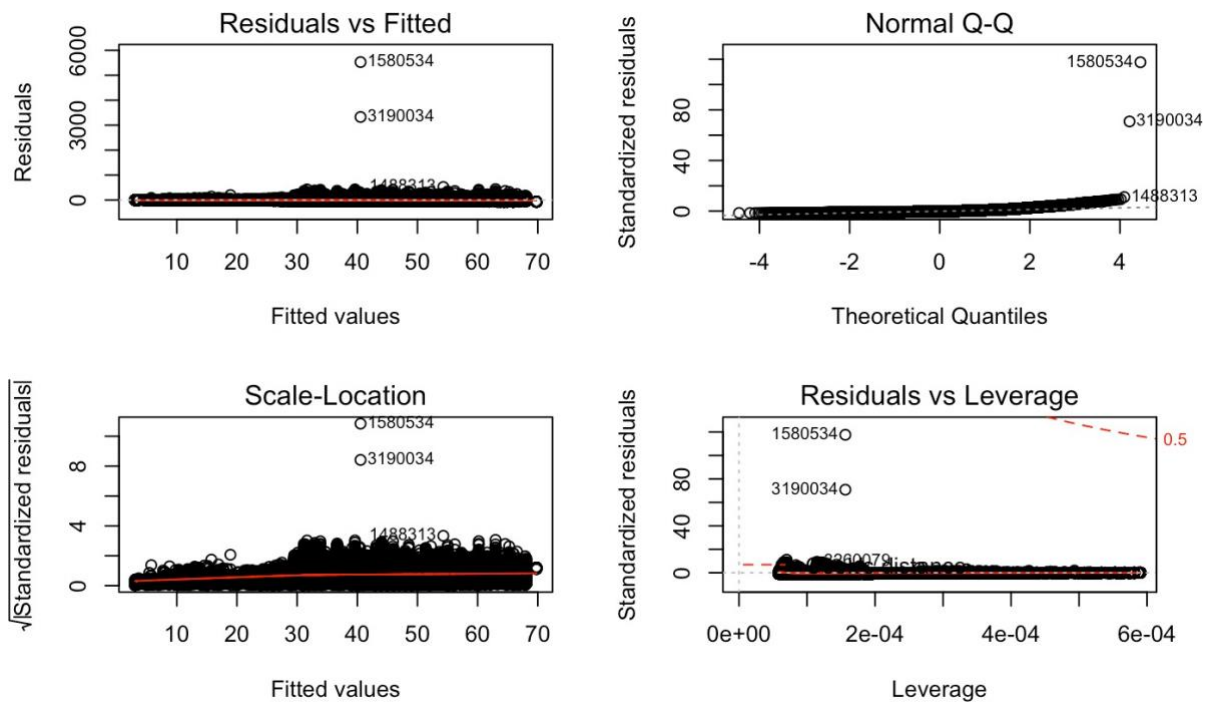 Residuals vs Fitted
Residuals
6000
3000
0
1580534
3190034
1488313
10 20 30 40 50 60 70
Fitted values
Normal Q-Q
Standardized residuals
80
40
0
1580534
3190034
1488313
-4 -2 0 2 4
Theoretical Quantiles
Scale-Location
√|Standardized residuals|
8
4
0
1580534
3190034
1488313
10 20 30 40 50 60 70
Fitted values
Residuals vs Leverage
Standardized residuals
80
40
0
1580534
3190034
distance
0.5
0e+00 2e-04 4e-04 6e-04
Leverage